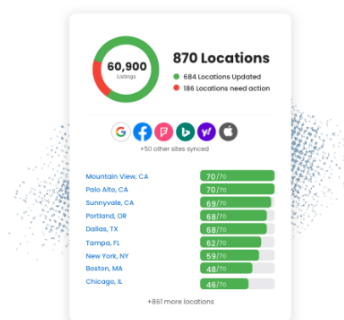 870 Locations
60,900
Listings
684 Locations Updated
186 Locations need action
+50 other sites synced
Mountain View, CA 70/70
Palo Alto, CA 70/70
Sunnyvale, CA 69/70
Portland, OR 68/70
Dallas, TX 68/70
Tampa, FL 62/70
New York, NY 59/70
Boston, MA 48/70
Chicago, IL 46/70
+861 more locations